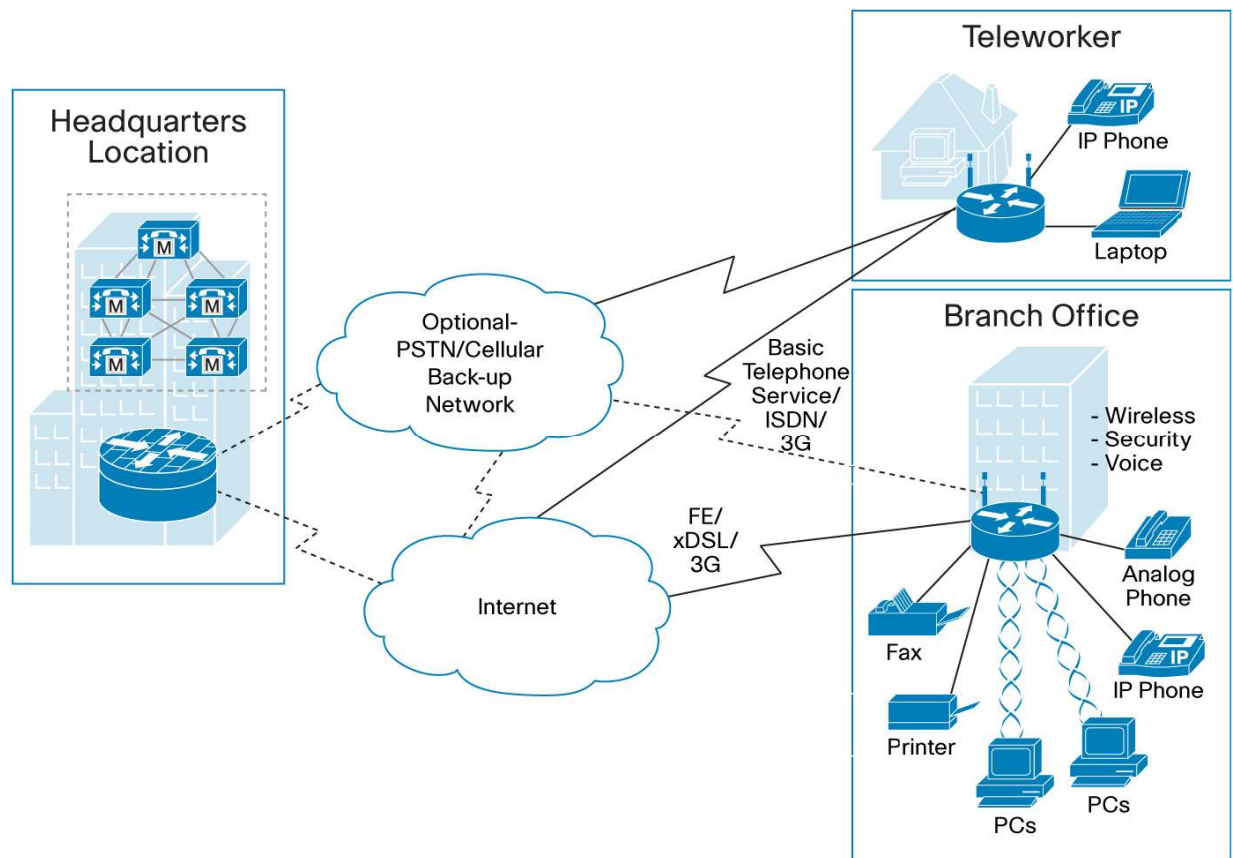 Headquarters
Location
M
M
M
M
M
Optional-
PSTN/Cellular
Back-up
Network
Internet
Basic
Telephone
Service/
ISDN/
3G
FE/
xDSL/
3G
Teleworker
IP
IP Phone
Laptop
Branch Office
- Wireless
- Security
- Voice
Analog
Phone
Fax
IP
IP Phone
Printer
PCs
PCs